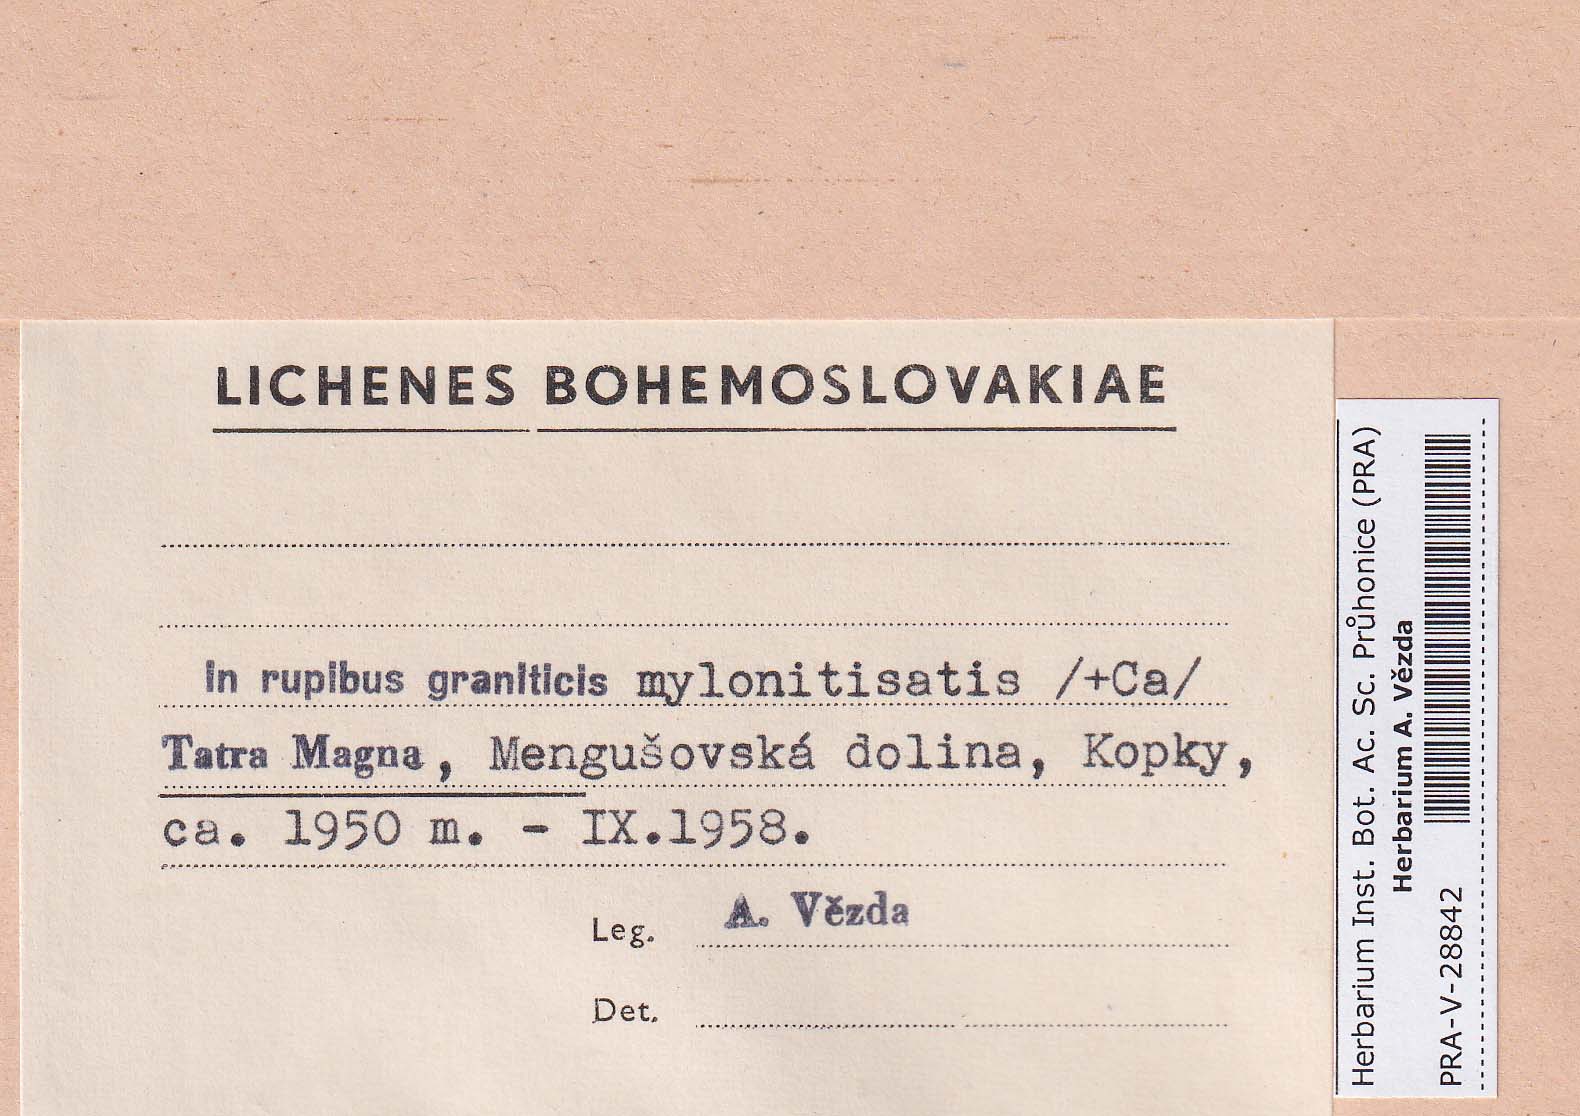 LICHENES BOHEMOSLOVAKIAE
In rupibus graniticis mylonitisatis /+Ca/
Tatra Magna, Mengušovská dolina, Kopky,
ca. 1950 m. - IX.1958.
Leg. A. Vězda
Det.
Herbarium Inst. Bot. Ac. Sc. Průhonice (PRA)
Herbarium A. Vězda
PRA-V-28842